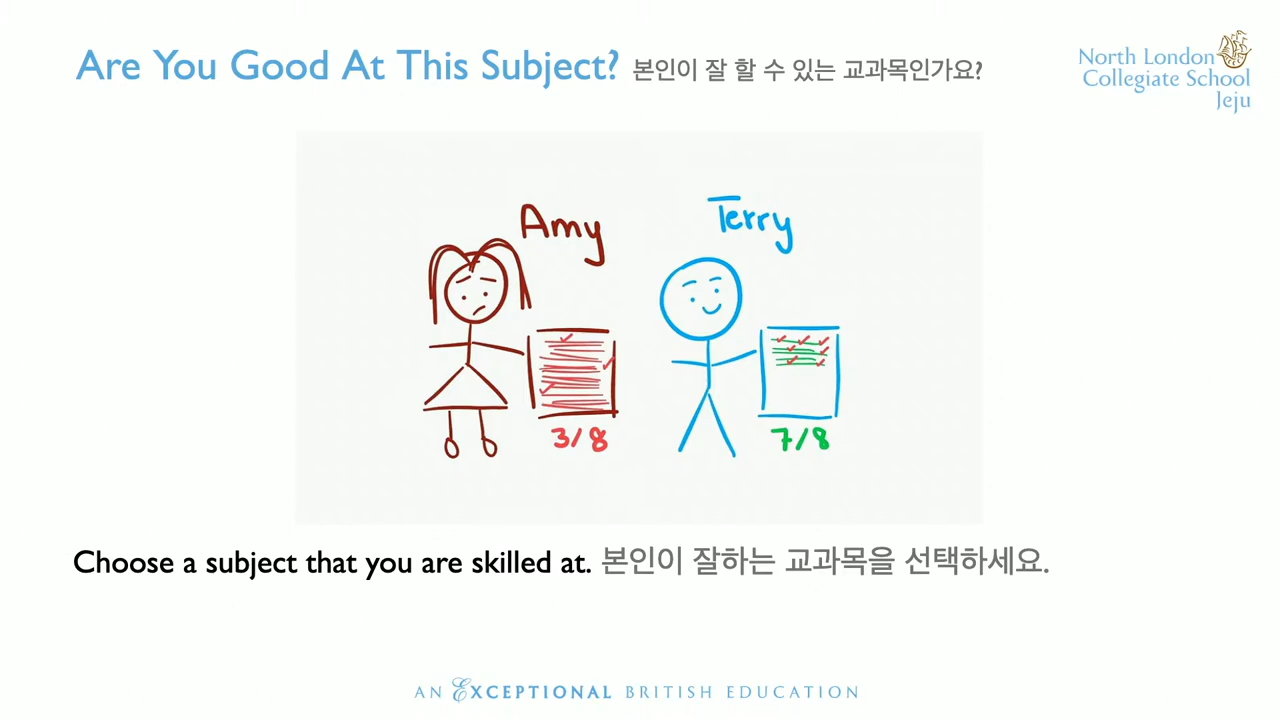 Are You Good At This Subject? 본인이 잘 할 수 있는 교과목인가요?
North London
Collegiate School
Jeju
Amy
Terry
3/8
7/8
Choose a subject that you are skilled at. 본인이 잘하는 교과목을 선택하세요.
AN EXCEPTIONAL BRITISH EDUCATION